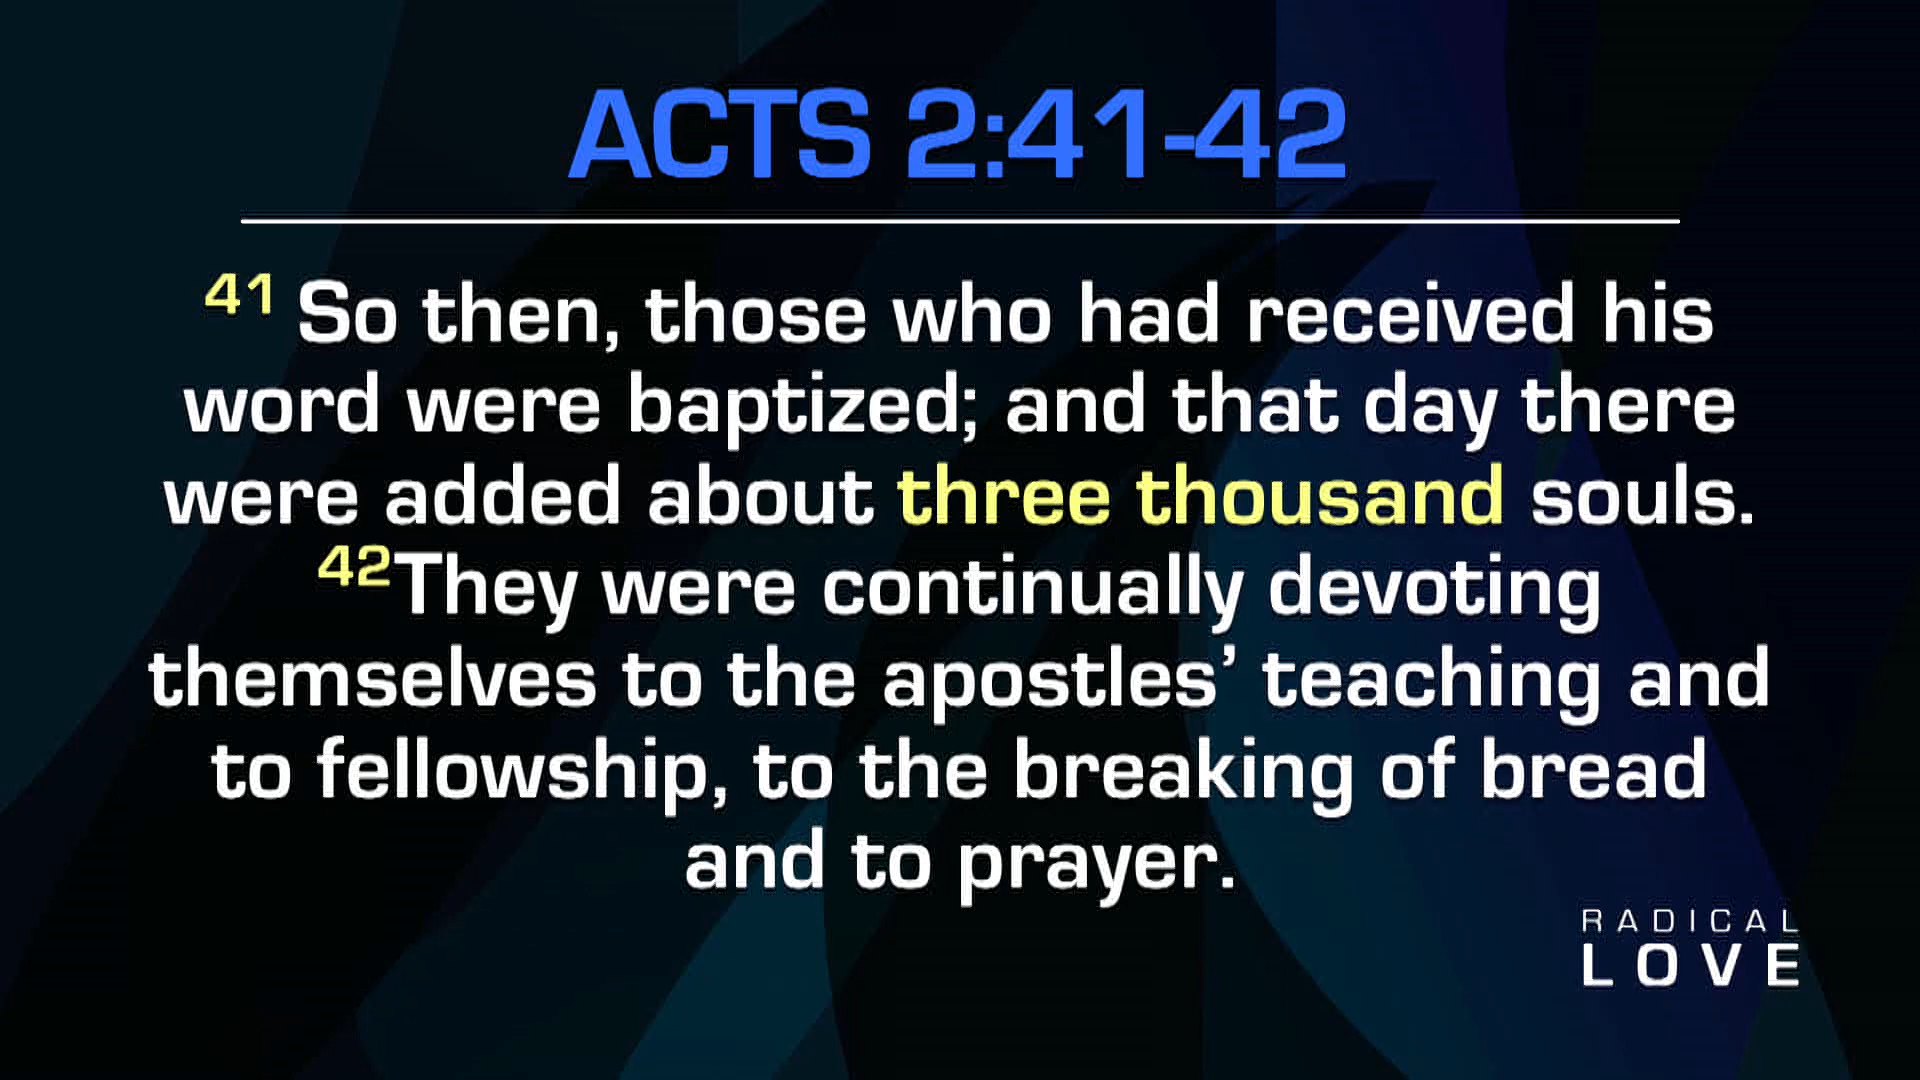 ACTS 2:41-42
41 So then, those who had received his
word were baptized; and that day there
were added about three thousand souls.
42They were continually devoting
themselves to the apostles’ teaching and
to fellowship, to the breaking of bread
and to prayer.
RADICAL
LOVE